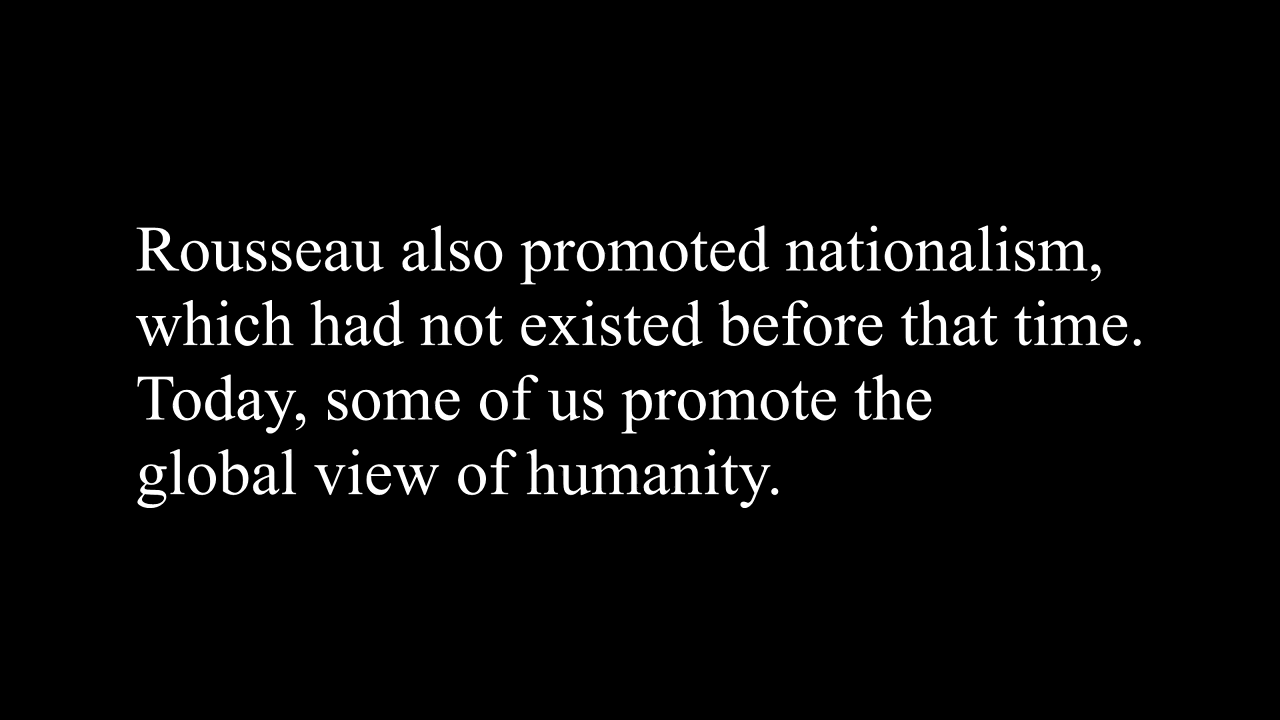 Rousseau also promoted nationalism,
which had not existed before that time.
Today, some of us promote the
global view of humanity.